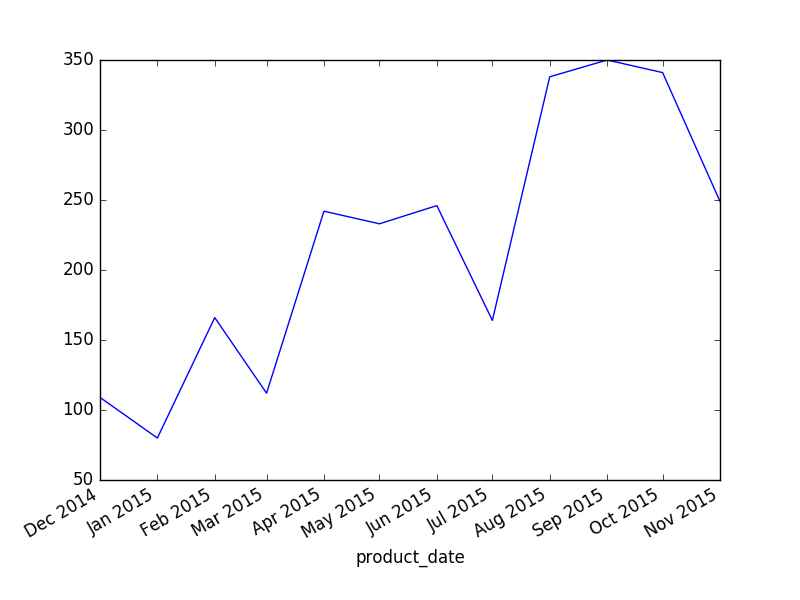 350
300
250
200
150
100
50
Dec 2014
Jan 2015
Feb 2015
Mar 2015
Apr 2015
May 2015
Jun 2015
Jul 2015
Aug 2015
Sep 2015
Oct 2015
Nov 2015
product_date